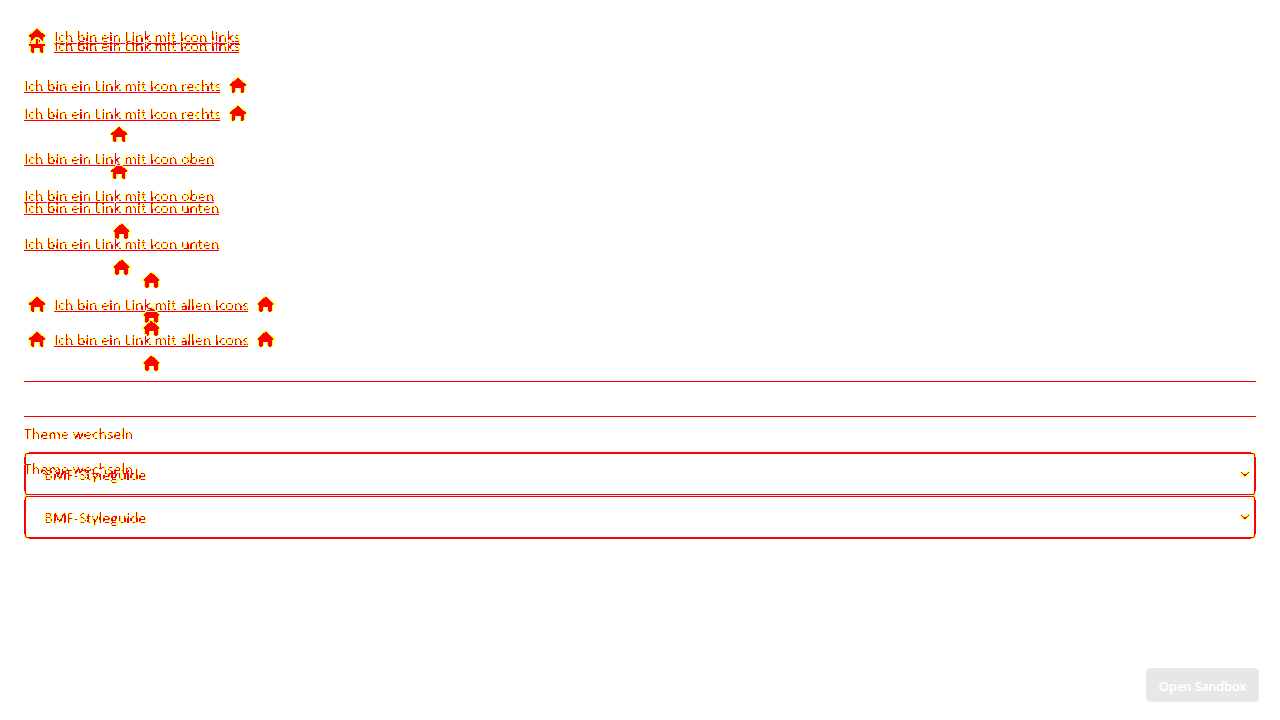 Ich bin ein Link mit Icon links
Ich bin ein Link mit Icon links
Ich bin ein Link mit Icon rechts
Ich bin ein Link mit Icon rechts
Ich bin ein Link mit Icon oben
Ich bin ein Link mit Icon oben
Ich bin ein Link mit Icon unten
Ich bin ein Link mit Icon unten
Ich bin ein Link mit allen Icons
Ich bin ein Link mit allen Icons
Theme wechseln
Theme wechseln
BMF-Styleguide
BMF-Styleguide
Open Sandbox